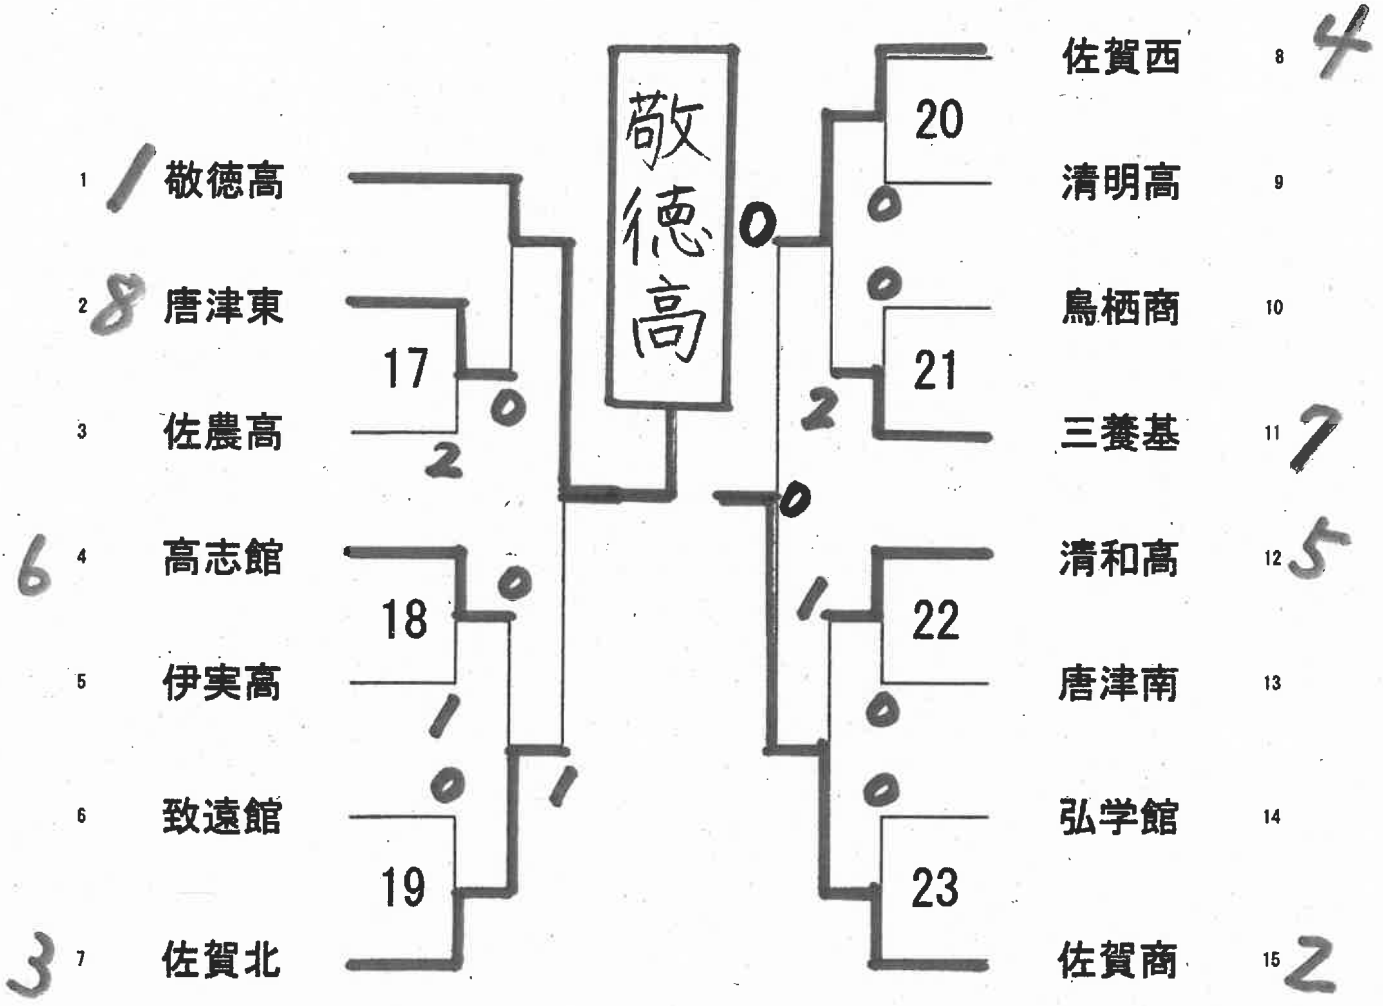 敬徳高
1 1 敬徳高
2 8 唐津東
17
0
3 佐農高
2
6 4 高志館
0
18
5 伊実高
1
0
6 致遠館
1
19
3 7 佐賀北
佐賀西 8 4
20
清明高 9
0
0
0
鳥栖商 10
21
2
三養基 11 7
0
清和高 12 5
1
22
唐津南 13
0
0
弘学館 14
23
佐賀商 15 2